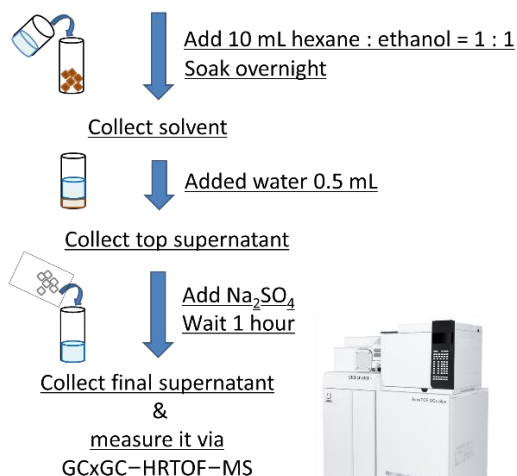 Add 10 mL hexane : ethanol = 1 : 1
Soak overnight
Collect solvent
Added water 0.5 mL
Collect top supernatant
Add Na₂SO₄
Wait 1 hour
Collect final supernatant
&
measure it via
GCxGC–HRTOF–MS